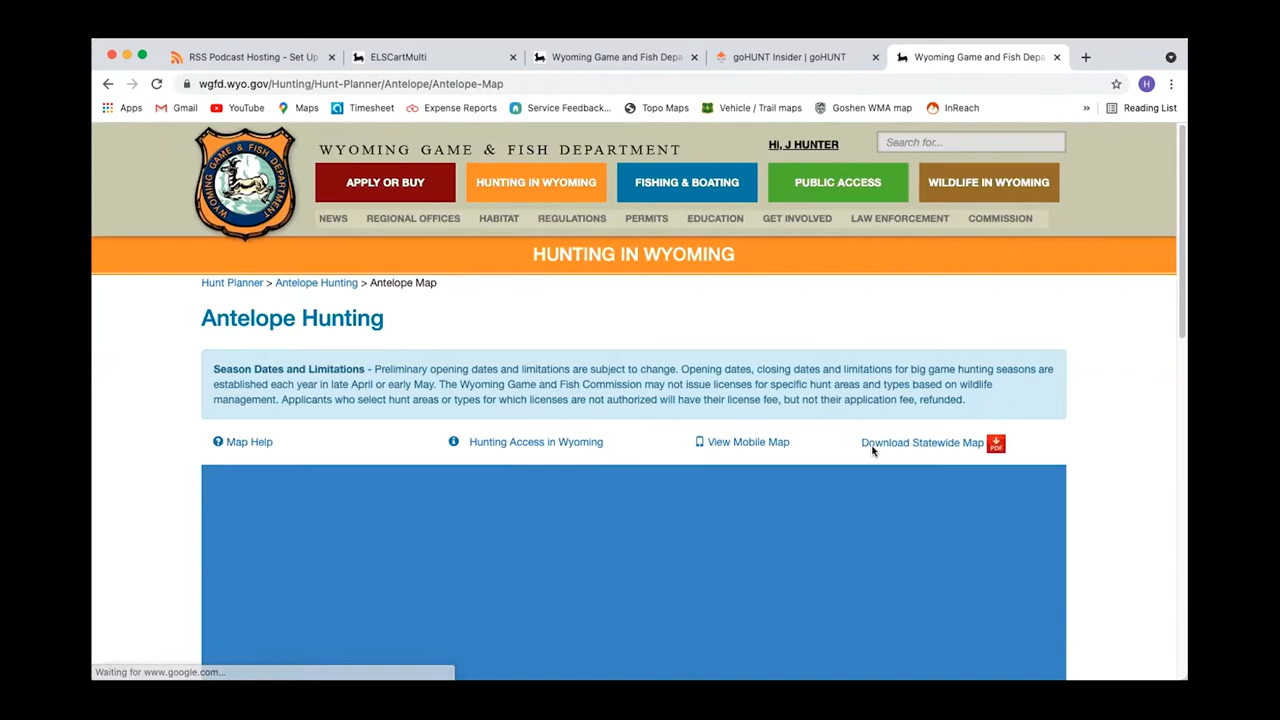 RSS Podcast Hosting - Set Up
ELSCartMulti
Wyoming Game and Fish Depa
goHUNT Insider | goHUNT
Wyoming Game and Fish Depa
wgfd.wyo.gov/Hunting/Hunt-Planner/Antelope/Antelope-Map
H
Apps
Gmail
YouTube
Maps
Timesheet
Expense Reports
Service Feedback...
Topo Maps
Vehicle / Trail maps
Goshen WMA map
InReach
»
Reading List
WYOMING GAME & FISH DEPARTMENT
Hi, J HUNTER
Search for...
WYOMING GAME & FISH DEPARTMENT
APPLY OR BUY
HUNTING IN WYOMING
FISHING & BOATING
PUBLIC ACCESS
WILDLIFE IN WYOMING
NEWS
REGIONAL OFFICES
HABITAT
REGULATIONS
PERMITS
EDUCATION
GET INVOLVED
LAW ENFORCEMENT
COMMISSION
HUNTING IN WYOMING
Hunt Planner > Antelope Hunting > Antelope Map
Antelope Hunting
Season Dates and Limitations - Preliminary opening dates and limitations are subject to change. Opening dates, closing dates and limitations for big game hunting seasons are
established each year in late April or early May. The Wyoming Game and Fish Commission may not issue licenses for specific hunt areas and types based on wildlife
management. Applicants who select hunt areas or types for which licenses are not authorized will have their license fee, but not their application fee, refunded.
Map Help
Hunting Access in Wyoming
View Mobile Map
Download Statewide Map
PDF
Waiting for www.google.com...